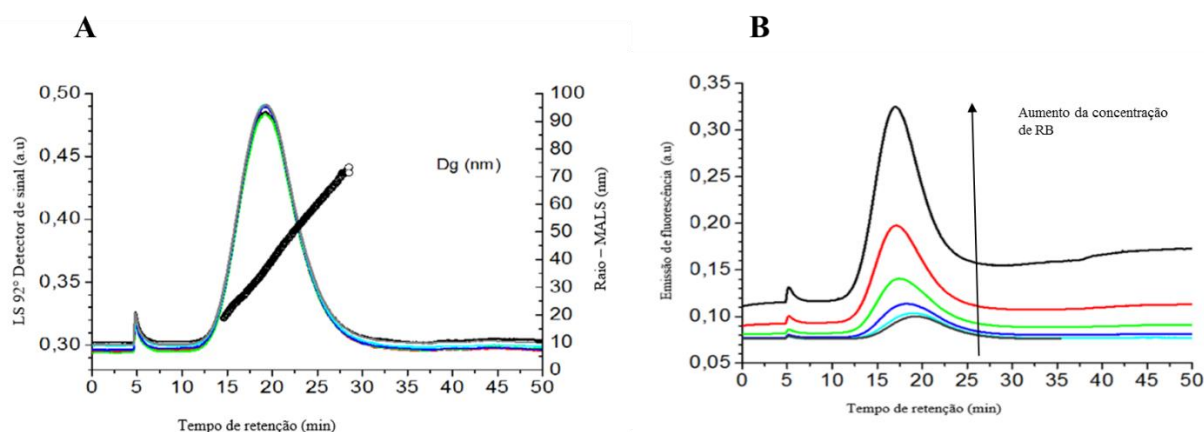 A
B
0,50
0,45
0,40
0,35
0,30
LS 92° Detector de sinal (a.u)
100
90
80
70
60
50
40
30
20
10
0
Raio – MALS (nm)
Dg (nm)
0 5 10 15 20 25 30 35 40 45 50
Tempo de retenção (min)
0,35
0,30
0,25
0,20
0,15
0,10
0,05
Emissão de fluorescência (a.u)
Aumento da concentração
de RB
0 5 10 15 20 25 30 35 40 45 50
Tempo de retenção (min)